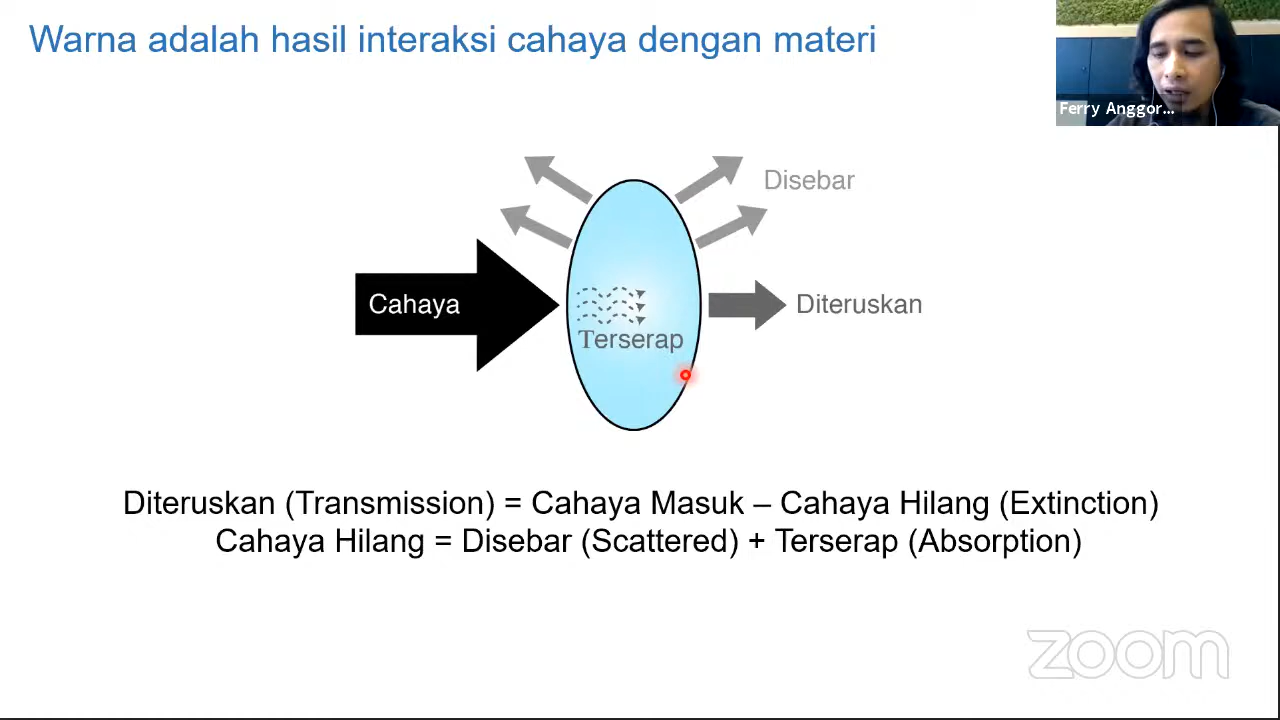 Warna adalah hasil interaksi cahaya dengan materi
Ferry Anggor...
Disebar
Cahaya
Diteruskan
Terserap
Diteruskan (Transmission) = Cahaya Masuk – Cahaya Hilang (Extinction)
Cahaya Hilang = Disebar (Scattered) + Terserap (Absorption)
zoom